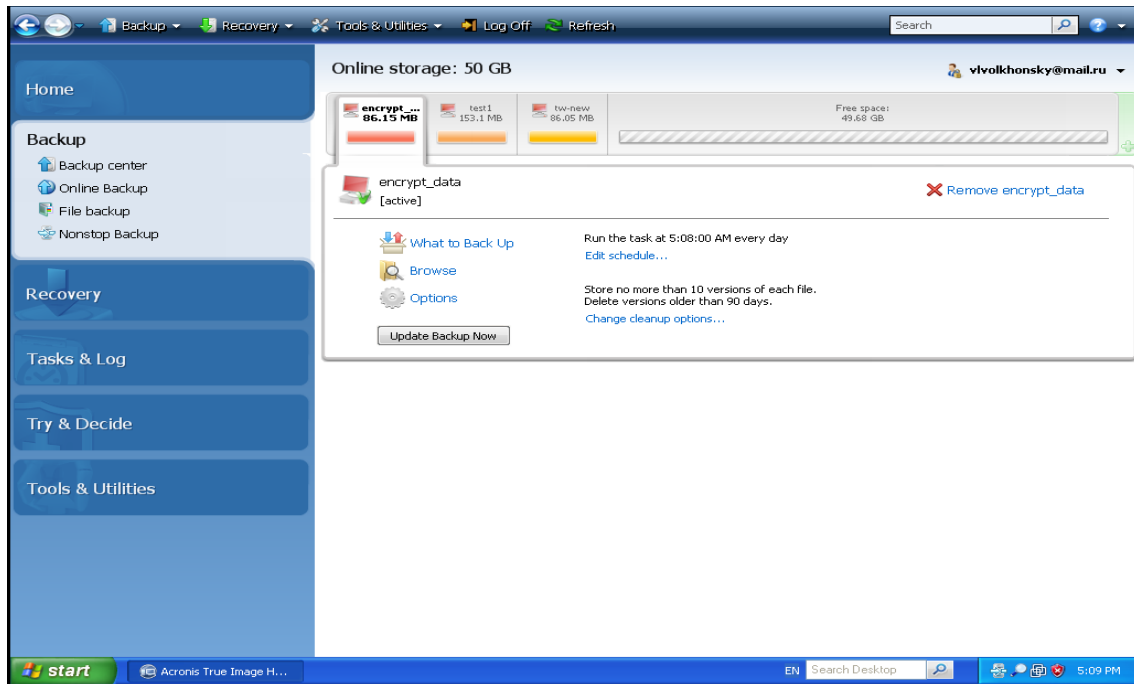 Backup
Recovery
Tools & Utilities
Log Off
Refresh
Search
Home
Backup
Backup center
Online Backup
File backup
Nonstop Backup
Recovery
Tasks & Log
Try & Decide
Tools & Utilities
Online storage: 50 GB
vlvolkhonsky@mail.ru
encrypt_...
86.15 MB
test1
153.1 MB
tw-new
86.05 MB
Free space:
49.68 GB
encrypt_data
[active]
Remove encrypt_data
What to Back Up
Browse
Options
Update Backup Now
Run the task at 5:08:00 AM every day
Edit schedule...
Store no more than 10 versions of each file.
Delete versions older than 90 days.
Change cleanup options...
start
Acronis True Image H...
EN
Search Desktop
5:09 PM